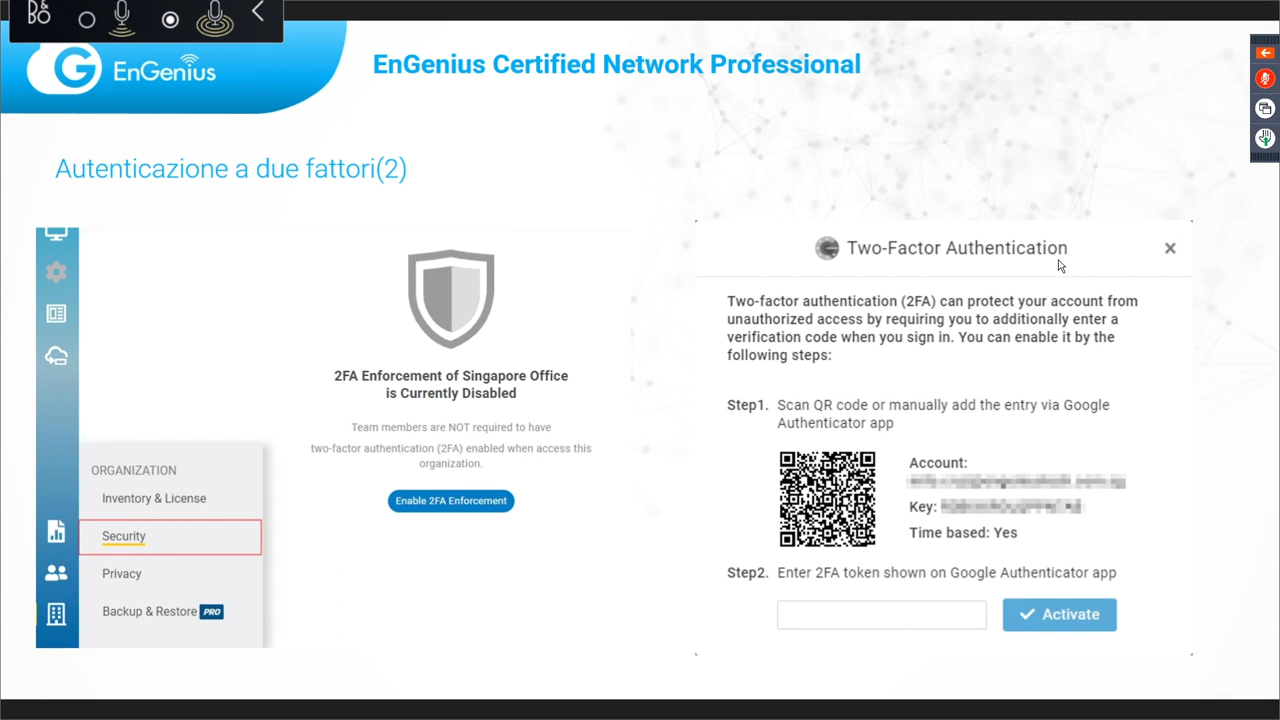 B&O
EnGenius
EnGenius Certified Network Professional
Autenticazione a due fattori(2)
2FA Enforcement of Singapore Office
is Currently Disabled
Team members are NOT required to have
two-factor authentication (2FA) enabled when access this
organization.
Enable 2FA Enforcement
ORGANIZATION
Inventory & License
Security
Privacy
Backup & Restore PRO
Two-Factor Authentication
Two-factor authentication (2FA) can protect your account from
unauthorized access by requiring you to additionally enter a
verification code when you sign in. You can enable it by the
following steps:
Step1. Scan QR code or manually add the entry via Google
Authenticator app
Account:
Key:
Time based: Yes
Step2. Enter 2FA token shown on Google Authenticator app
Activate